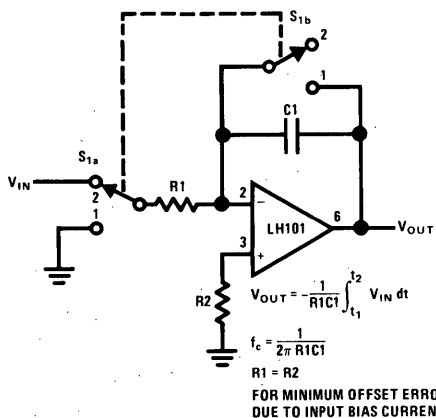 S1b
2
1
C1
S1a
VIN
2
1
R1
2
−
6
VOUT
LH101
3
+
R2
VOUT = −1/R1C1 ∫t1t2 VIN dt
fc = 1/2π R1C1
R1 = R2
FOR MINIMUM OFFSET ERRO
DUE TO INPUT BIAS CURREN